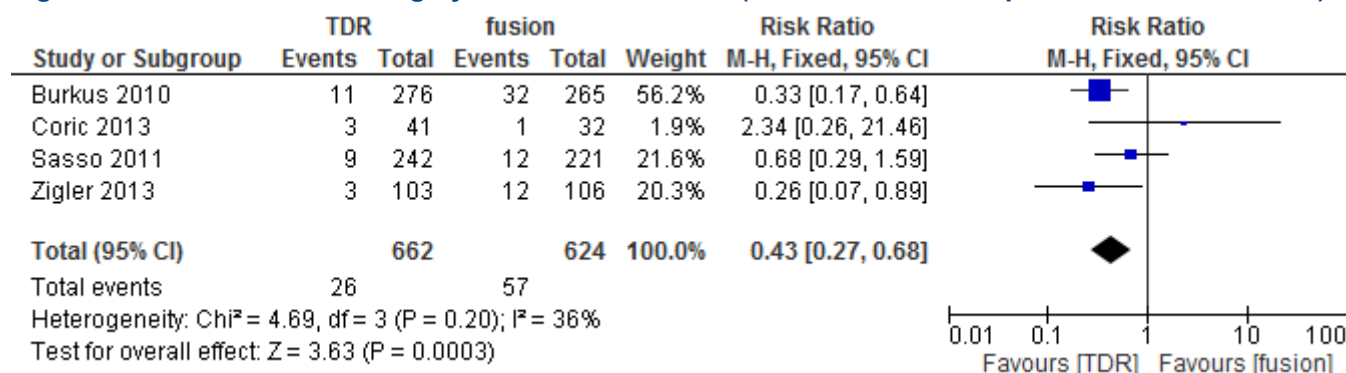 TDR fusion Risk Ratio Risk Ratio
Study or Subgroup Events Total Events Total Weight M-H, Fixed, 95% CI M-H, Fixed, 95% CI
Burkus 2010 11 276 32 265 56.2% 0.33 [0.17, 0.64]
Coric 2013 3 41 1 32 1.9% 2.34 [0.26, 21.46]
Sasso 2011 9 242 12 221 21.6% 0.68 [0.29, 1.59]
Zigler 2013 3 103 12 106 20.3% 0.26 [0.07, 0.89]
Total (95% CI) 662 624 100.0% 0.43 [0.27, 0.68]
Total events 26 57
Heterogeneity: Chi² = 4.69, df = 3 (P = 0.20); I² = 36%
Test for overall effect: Z = 3.63 (P = 0.0003)
0.01 0.1 1 10 100
Favours [TDR] Favours [fusion]